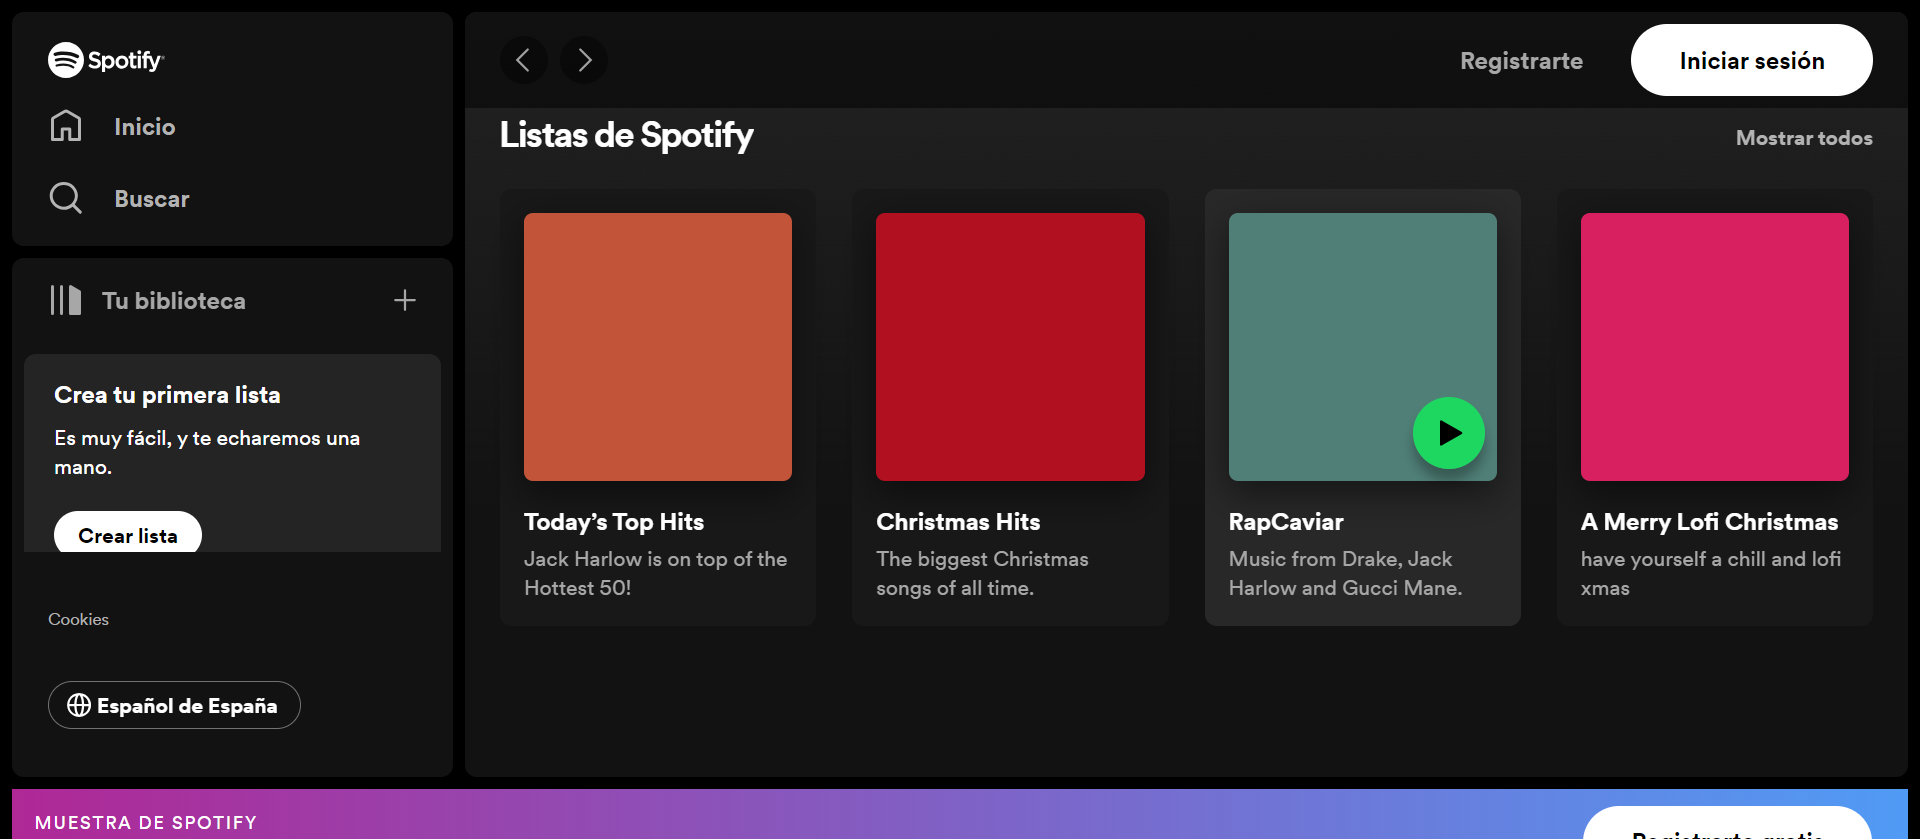 Spotify
Inicio
Buscar
Tu biblioteca
Crea tu primera lista
Es muy fácil, y te echaremos una
mano.
Crear lista
Cookies
Español de España
Registrarte
Iniciar sesión
Listas de Spotify
Mostrar todos
Today’s Top Hits
Jack Harlow is on top of the
Hottest 50!
Christmas Hits
The biggest Christmas
songs of all time.
RapCaviar
Music from Drake, Jack
Harlow and Gucci Mane.
A Merry Lofi Christmas
have yourself a chill and lofi
xmas
MUESTRA DE SPOTIFY
Registrarte gratis